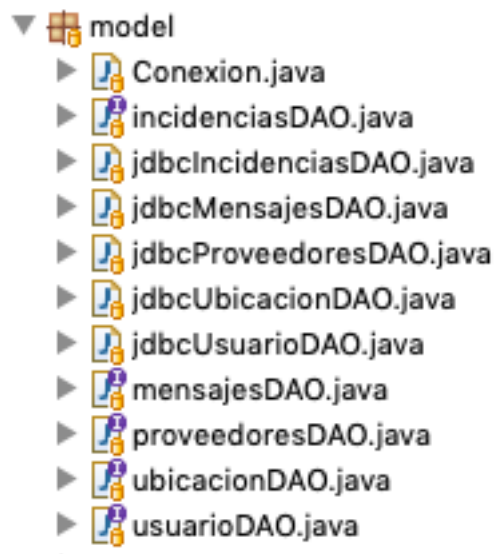 model
Conexion.java
incidenciasDAO.java
jdbcIncidenciasDAO.java
jdbcMensajesDAO.java
jdbcProveedoresDAO.java
jdbcUbicacionDAO.java
jdbcUsuarioDAO.java
mensajesDAO.java
proveedoresDAO.java
ubicacionDAO.java
usuarioDAO.java